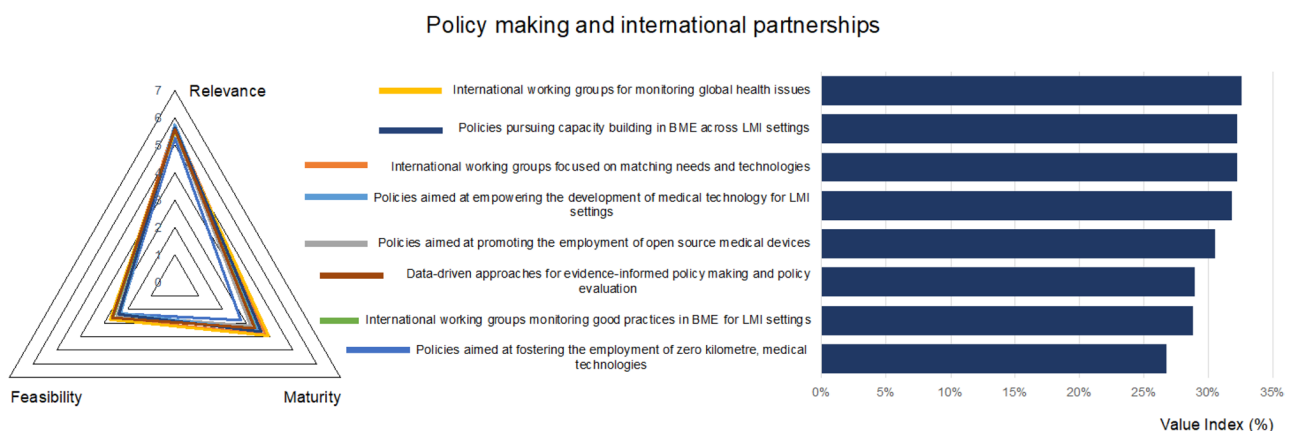 Policy making and international partnerships
Relevance
7
6
5
4
3
2
1
0
Feasibility
Maturity
International working groups for monitoring global health issues
Policies pursuing capacity building in BME across LMI settings
International working groups focused on matching needs and technologies
Policies aimed at empowering the development of medical technology for LMI
settings
Policies aimed at promoting the employment of open source medical devices
Data-driven approaches for evidence-informed policy making and policy
evaluation
International working groups monitoring good practices in BME for LMI settings
Policies aimed at fostering the employment of zero kilometre, medical
technologies
0% 5% 10% 15% 20% 25% 30% 35%
Value Index (%)